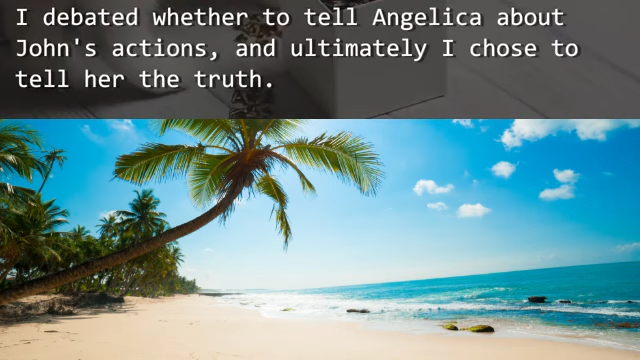 I debated whether to tell Angelica about
John's actions, and ultimately I chose to
tell her the truth.